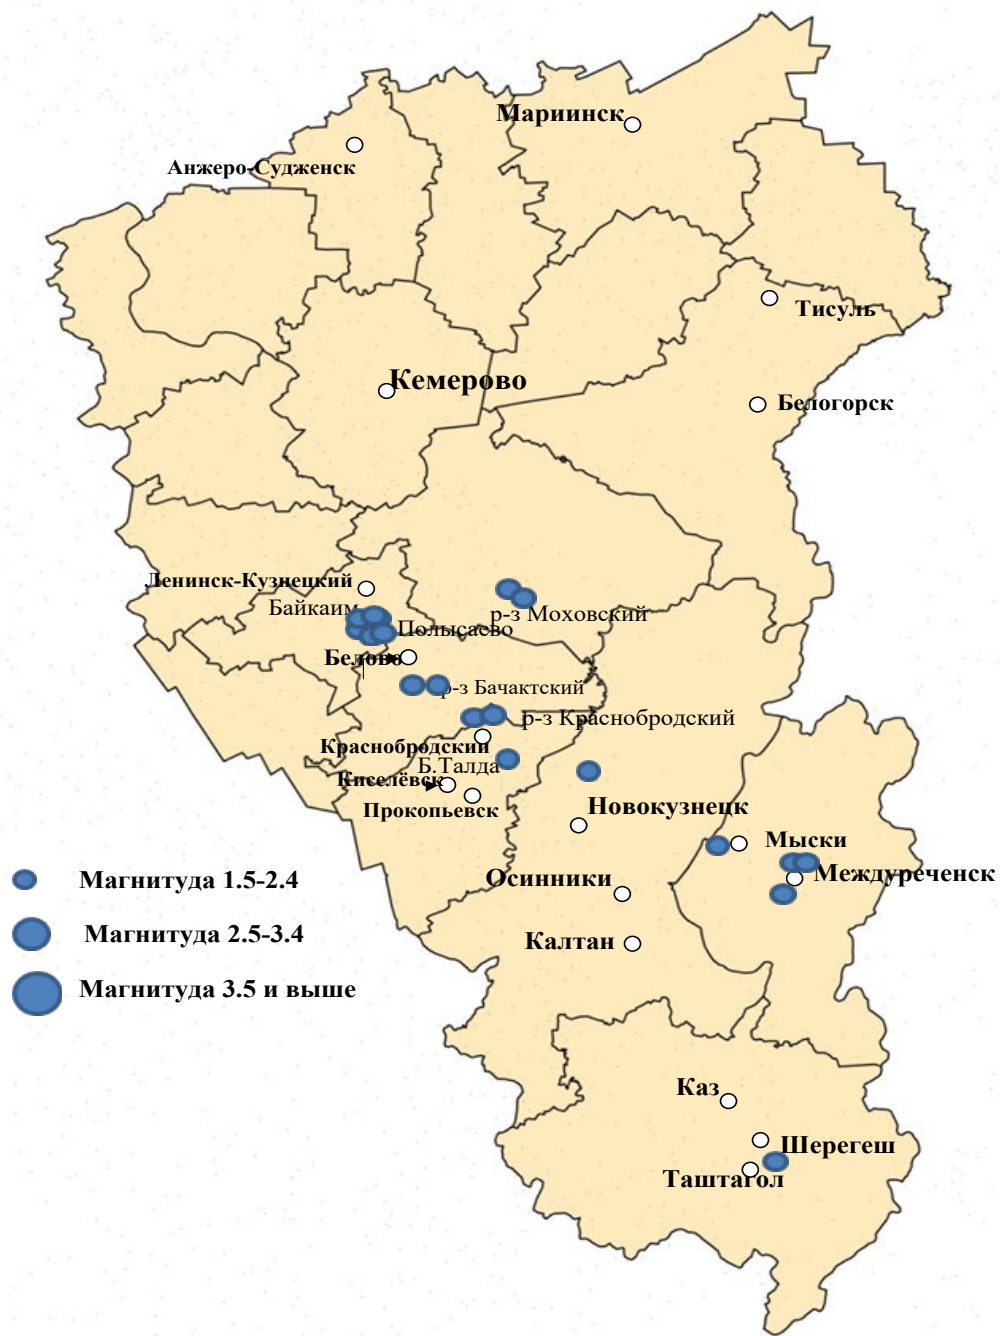 Мариинск
Анжеро-Судженск
Тисуль
Кемерово
Белогорск
Ленинск-Кузнецкий
Байкаим
р-з Моховский
Полысаево
Белово
р-з Бачактский
р-з Краснобродский
Краснобродский
Б.Талда
Киселёвск
Прокопьевск
Новокузнецк
Мыски
Междуреченск
Осинники
Калтан
Магнитуда 1.5-2.4
Магнитуда 2.5-3.4
Магнитуда 3.5 и выше
Каз
Шерегеш
Таштагол